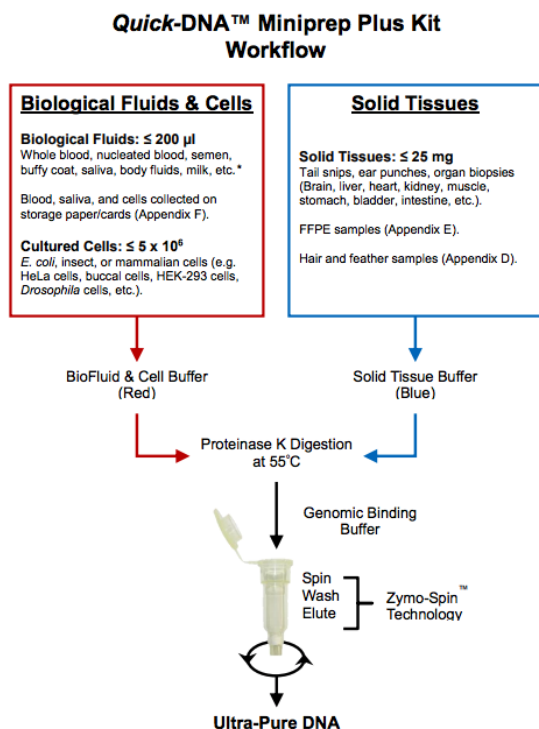 Quick-DNA™ Miniprep Plus Kit
Workflow
Biological Fluids & Cells
Biological Fluids: ≤ 200 µl
Whole blood, nucleated blood, semen,
buffy coat, saliva, body fluids, milk, etc.*
Blood, saliva, and cells collected on
storage paper/cards (Appendix F).
Cultured Cells: ≤ 5 x 10⁶
E. coli, insect, or mammalian cells (e.g.
HeLa cells, buccal cells, HEK-293 cells,
Drosophila cells, etc.).
Solid Tissues
Solid Tissues: ≤ 25 mg
Tail snips, ear punches, organ biopsies
(Brain, liver, heart, kidney, muscle,
stomach, bladder, intestine, etc.).
FFPE samples (Appendix E).
Hair and feather samples (Appendix D).
BioFluid & Cell Buffer
(Red)
Solid Tissue Buffer
(Blue)
Proteinase K Digestion
at 55˚C
Genomic Binding
Buffer
Spin
Wash
Elute
Zymo-Spin™
Technology
Ultra-Pure DNA